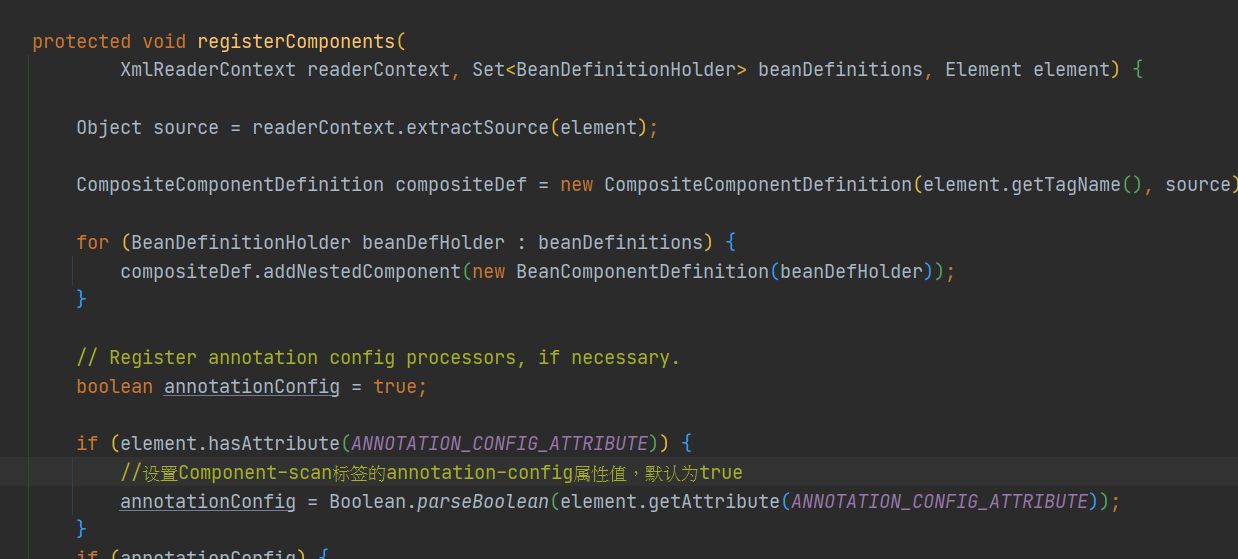 protected void registerComponents(
XmlReaderContext readerContext, Set<BeanDefinitionHolder> beanDefinitions, Element element) {
Object source = readerContext.extractSource(element);
CompositeComponentDefinition compositeDef = new CompositeComponentDefinition(element.getTagName(), source)
for (BeanDefinitionHolder beanDefHolder : beanDefinitions) {
compositeDef.addNestedComponent(new BeanComponentDefinition(beanDefHolder));
}
// Register annotation config processors, if necessary.
boolean annotationConfig = true;
if (element.hasAttribute(ANNOTATION_CONFIG_ATTRIBUTE)) {
//设置Component-scan标签的annotation-config属性值，默认为true
annotationConfig = Boolean.parseBoolean(element.getAttribute(ANNOTATION_CONFIG_ATTRIBUTE));
}
if (annotationConfig) {